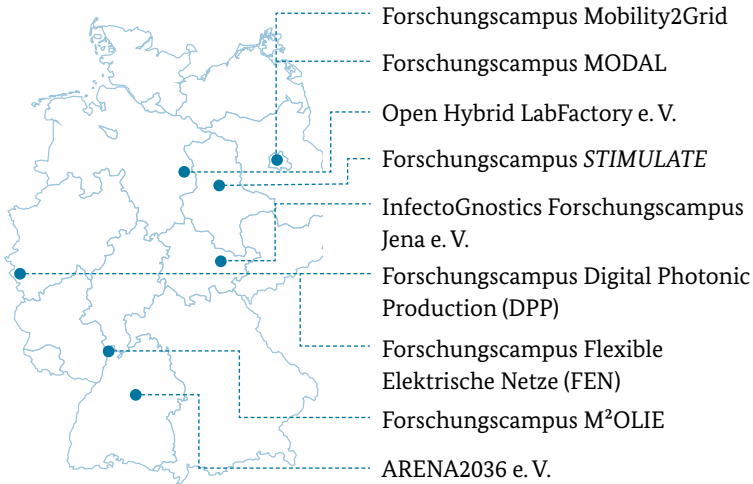 Forschungscampus Mobility2Grid
Forschungscampus MODAL
Open Hybrid LabFactory e. V.
Forschungscampus STIMULATE
InfectoGnostics Forschungscampus
Jena e. V.
Forschungscampus Digital Photonic
Production (DPP)
Forschungscampus Flexible
Elektrische Netze (FEN)
Forschungscampus M²OLIE
ARENA2036 e. V.